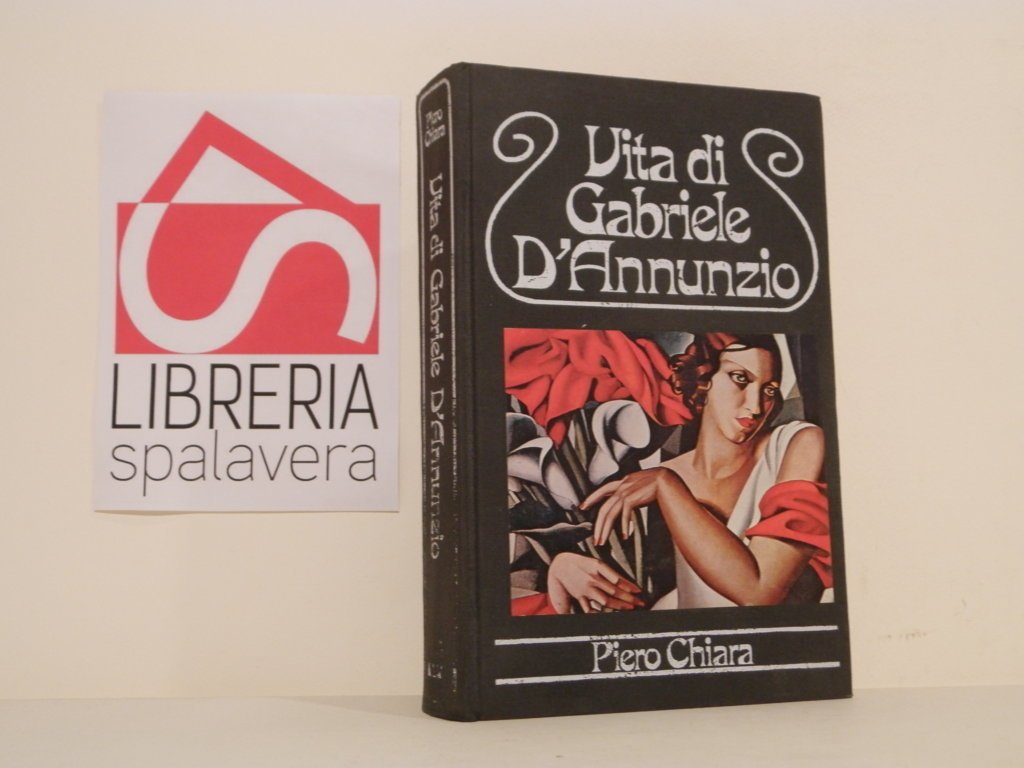 LIBRERIA
spalavera
Piero
Chiara
Vita di Gabriele D'Annunzio
Vita di
Gabriele
D'Annunzio
Piero Chiara